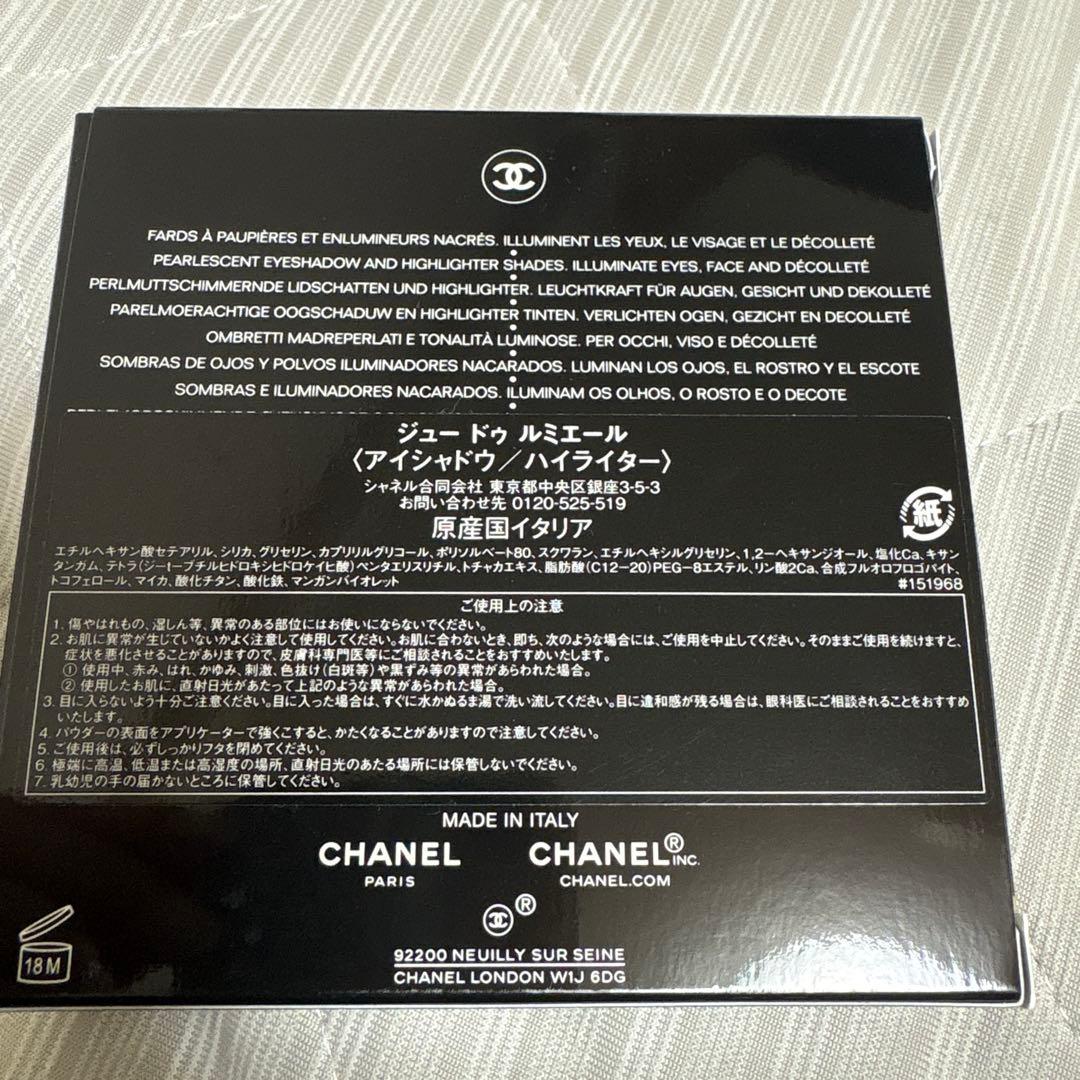 FARDS À PAUPIÈRES ET ENLUMINEURS NACRÉS. ILLUMINENT LES YEUX, LE VISAGE ET LE DÉCOLLETÉ
PEARLESCENT EYESHADOW AND HIGHLIGHTER SHADES. ILLUMINATE EYES, FACE AND DÉCOLLETÉ
PERLMUTTSCHIMMERNDE LIDSCHATTEN UND HIGHLIGHTER. LEUCHTKRAFT FÜR AUGEN, GESICHT UND DEKOLLETÉ
PARELMOERACHTIGE OOGSCHADUW EN HIGHLIGHTER TINTEN. VERLICHTEN OGEN, GEZICHT EN DECOLLETÉ
OMBRETTI MADREPERLATI E TONALITÀ LUMINOSE. PER OCCHI, VISO E DÉCOLLETÉ
SOMBRAS DE OJOS Y POLVOS ILUMINADORES NACARADOS. LUMINAN LOS OJOS, EL ROSTRO Y EL ESCOTE
SOMBRAS E ILUMINADORES NACARADOS. ILUMINAM OS OLHOS, O ROSTO E O DECOTE
ジュー ドゥ ルミエール
〈アイシャドウ／ハイライター〉
シャネル合同会社 東京都中央区銀座3-5-3
お問い合わせ先 0120-525-519
原産国イタリア
紙
エチルヘキサン酸セテアリル、シリカ、グリセリン、カプリリルグリコール、ポリソルベート80、スクワラン、エチルヘキシルグリセリン、1,2-ヘキサンジオール、塩化Ca、キサン
タンガム、テトラ(ジ-t-ブチルヒドロキシヒドロケイヒ酸)ペンタエリスリチル、トチャカエキス、脂肪酸(C12-20)PEG-8エステル、リン酸2Ca、合成フルオロフロゴパイト、
トコフェロール、マイカ、酸化チタン、酸化鉄、マンガンバイオレット
#151968
ご使用上の注意
1. 傷やはれもの、湿しん等、異常のある部位にはお使いにならないでください。
2. お肌に異常が生じていないかよく注意して使用してください。お肌に合わないとき、即ち、次のような場合には、ご使用を中止してください。そのままご使用を続けますと、
症状を悪化させることがありますので、皮膚科専門医等にご相談されることをおすすめいたします。
① 使用中、赤み、はれ、かゆみ、刺激、色抜け(白斑等)や黒ずみ等の異常があらわれた場合。
② 使用したお肌に、直射日光があたって上記のような異常があらわれた場合。
3. 目に入らないよう十分ご注意ください。目に入った場合は、すぐに水かぬるま湯で洗い流してください。目に違和感が残る場合は、眼科医にご相談されることをおすすめ
いたします。
4. パウダーの表面をアプリケーターで強くこすると、かたくなることがありますので注意してください。
5. ご使用後は、必ずしっかりフタを閉めてください。
6. 極端に高温、低温または高湿度の場所、直射日光のあたる場所には保管しないでください。
7. 乳幼児の手の届かないところに保管してください。
MADE IN ITALY
CHANEL CHANEL® INC.
PARIS CHANEL.COM
®
18M
92200 NEUILLY SUR SEINE
CHANEL LONDON W1J 6DG